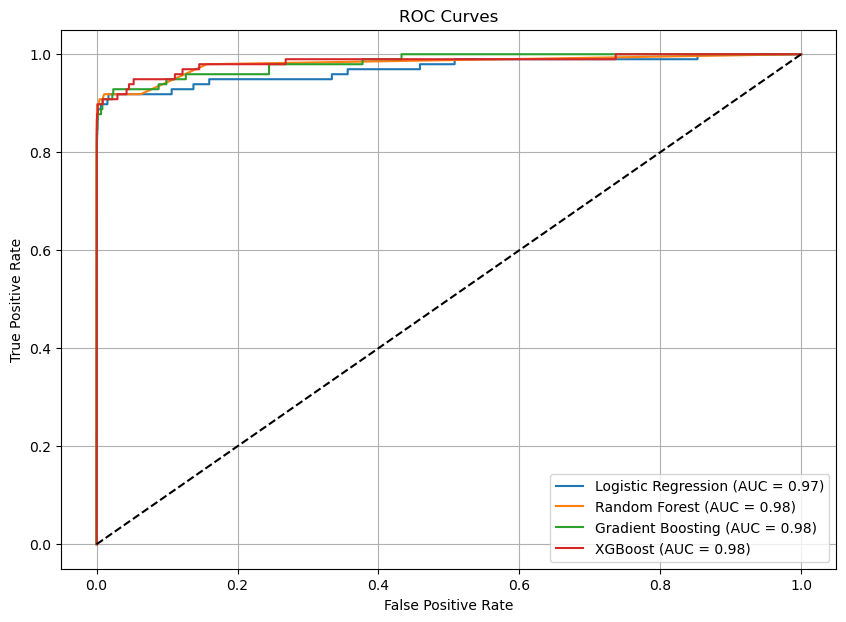 ROC Curves
True Positive Rate
1.0
0.8
0.6
0.4
0.2
0.0
Logistic Regression (AUC = 0.97)
Random Forest (AUC = 0.98)
Gradient Boosting (AUC = 0.98)
XGBoost (AUC = 0.98)
0.0 0.2 0.4 0.6 0.8 1.0
False Positive Rate